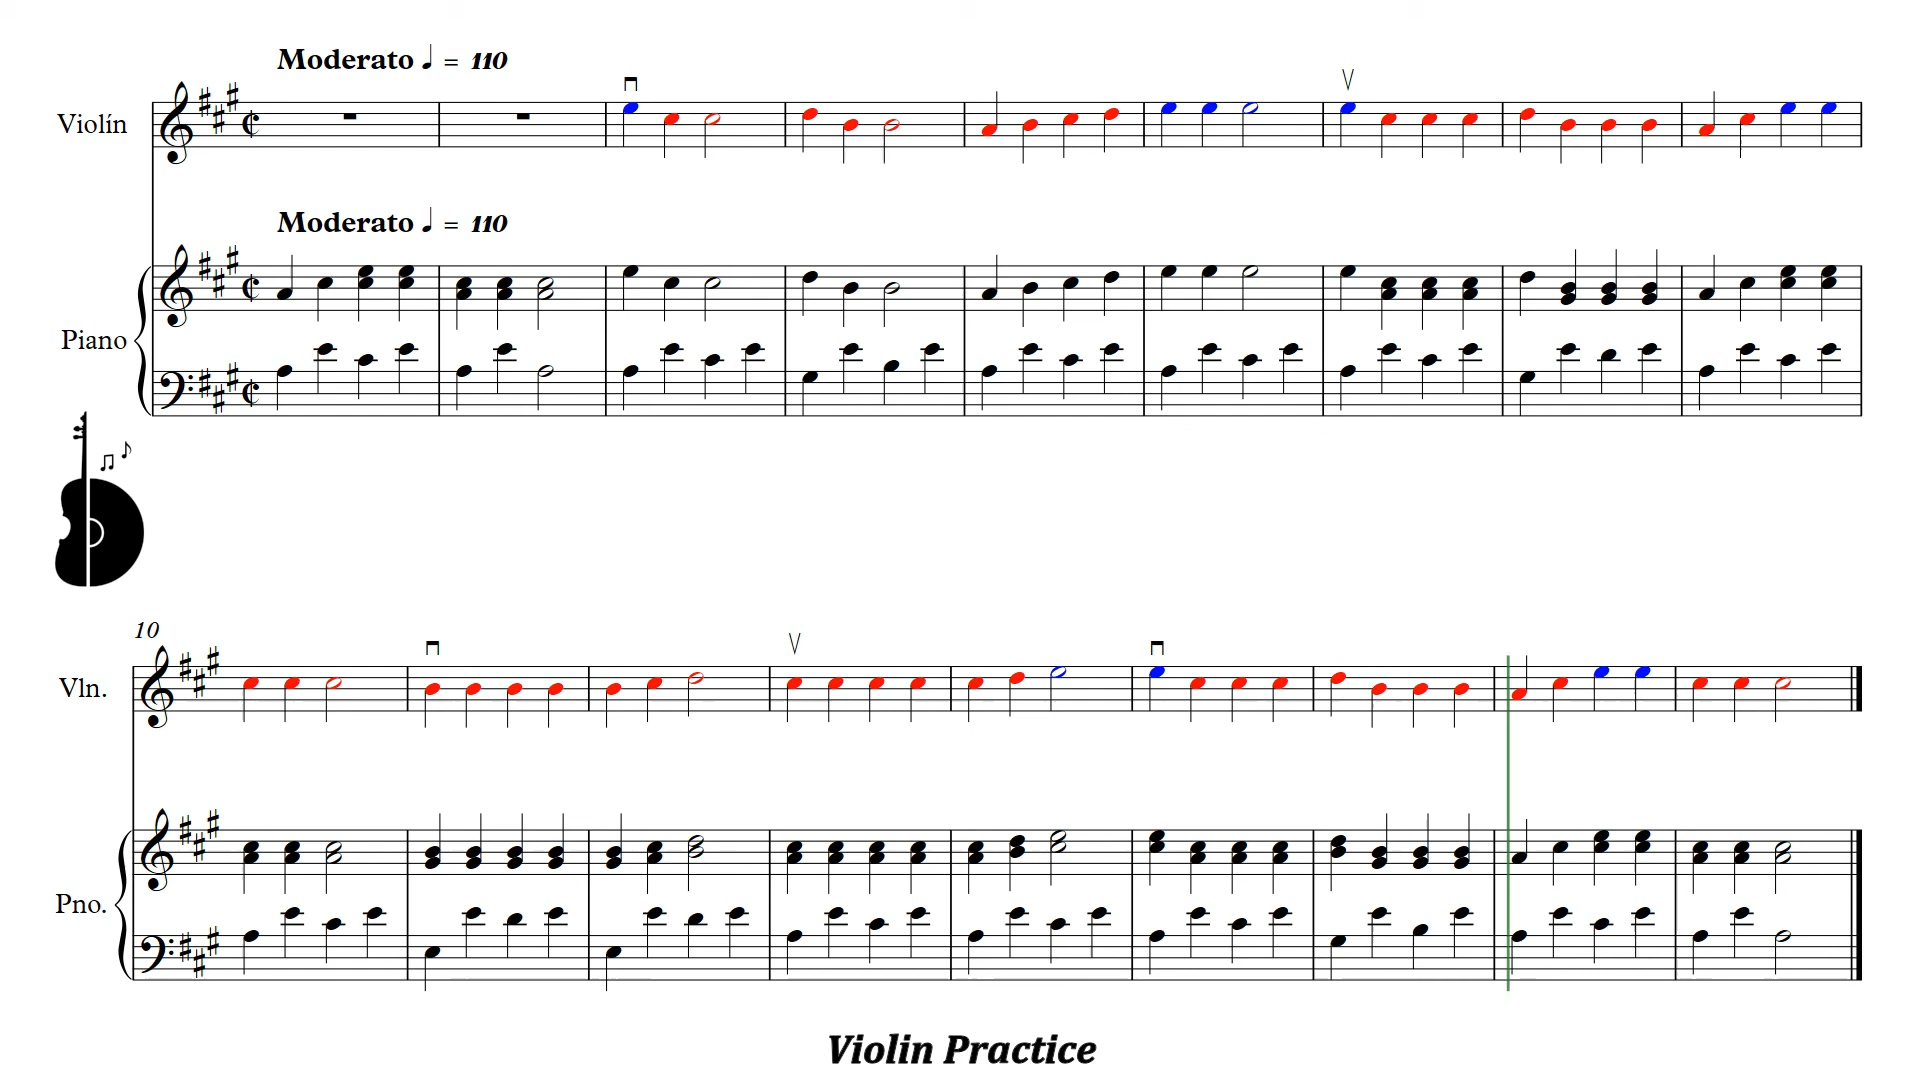 Moderato ♩ = 110
Violín
Moderato ♩ = 110
Piano
10
Vln.
Pno.
Violin Practice